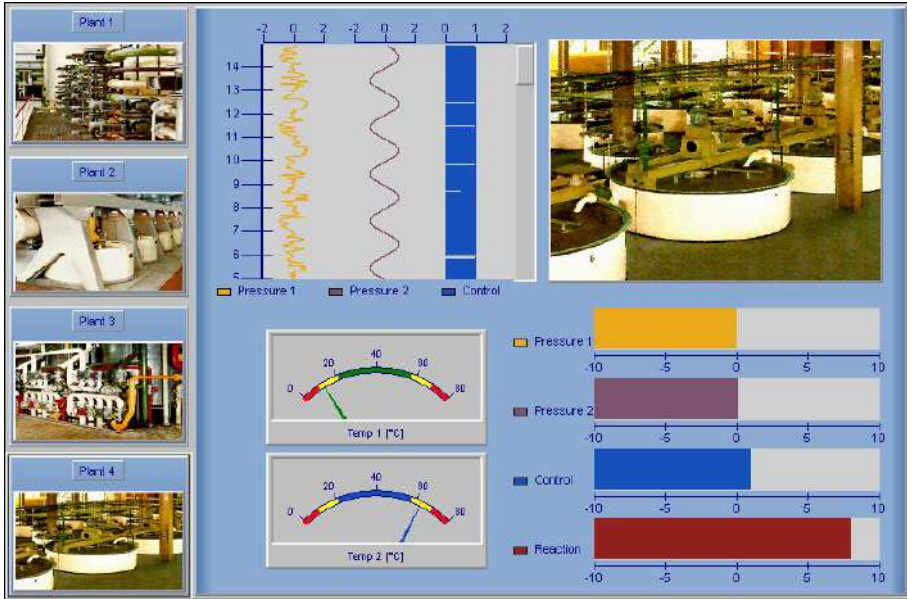 Plant 1
Plant 2
Plant 3
Plant 4
-2 0 2 2 0 2 0 1 2
14
13
12
11
10
9
8
7
6
5
Pressure 1 Pressure 2 Control
0 20 40 60 80
Temp 1 [°C]
0 20 40 60 80
Temp 2 [°C]
Pressure 1
-10 -5 0 5 10
Pressure 2
-10 -5 0 5 10
Control
-10 -5 0 5 10
Reaction
-10 -5 0 5 10